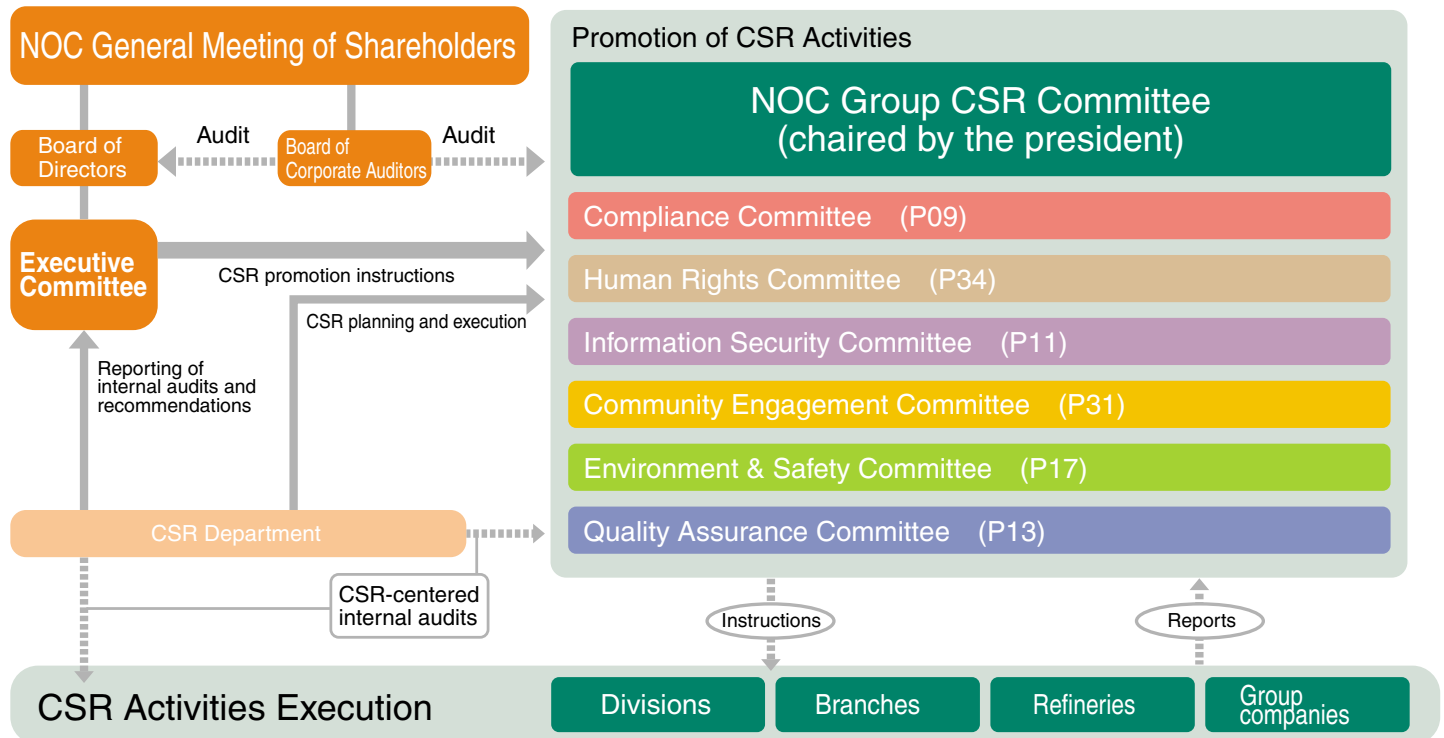 NOC General Meeting of Shareholders
Board of
Directors
Audit
Board of
Corporate Auditors
Audit
Executive
Committee
CSR promotion instructions
CSR planning and execution
Reporting of
internal audits and
recommendations
CSR Department
CSR-centered
internal audits
Promotion of CSR Activities
NOC Group CSR Committee
(chaired by the president)
Compliance Committee (P09)
Human Rights Committee (P34)
Information Security Committee (P11)
Community Engagement Committee (P31)
Environment & Safety Committee (P17)
Quality Assurance Committee (P13)
Instructions
Reports
CSR Activities Execution
Divisions
Branches
Refineries
Group
companies